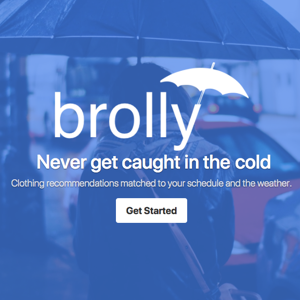 brolly
Never get caught in the cold
Clothing recommendations matched to your schedule and the weather.
Get Started